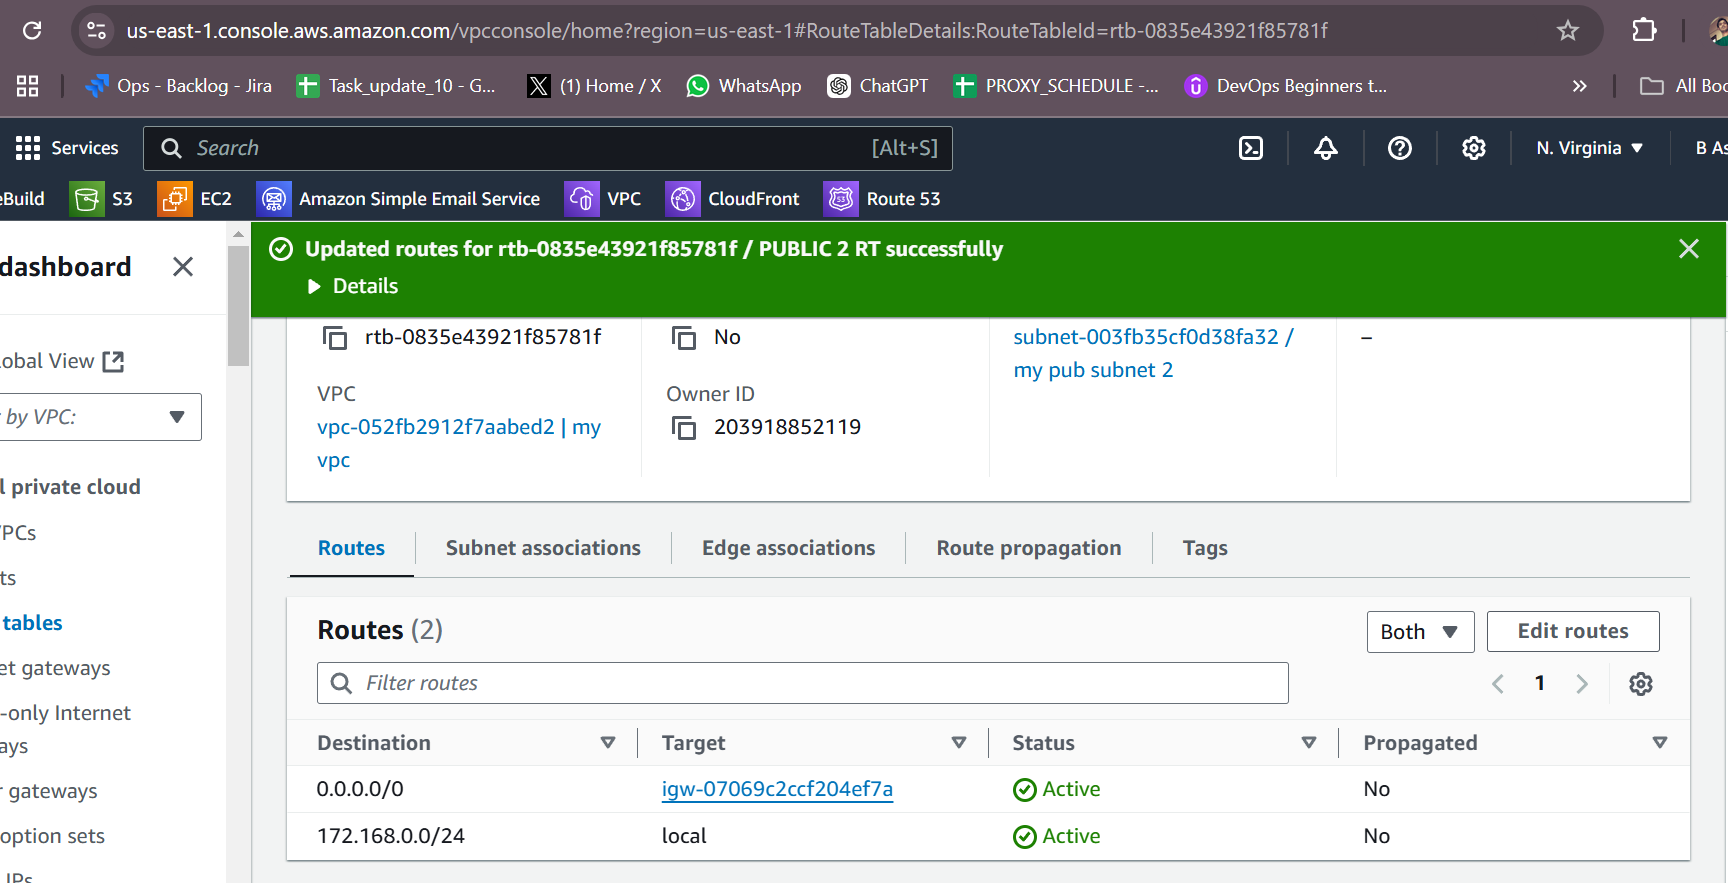 us-east-1.console.aws.amazon.com/vpcconsole/home?region=us-east-1#RouteTableDetails:RouteTableId=rtb-0835e43921f85781f
Ops - Backlog - Jira
Task_update_10 - G...
(1) Home / X
WhatsApp
ChatGPT
PROXY_SCHEDULE -...
DevOps Beginners t...
»
All Boo
Services
Search
[Alt+S]
N. Virginia
B As
eBuild
S3
EC2
Amazon Simple Email Service
VPC
CloudFront
Route 53
dashboard
Updated routes for rtb-0835e43921f85781f / PUBLIC 2 RT successfully
Details
obal View
by VPC:
l private cloud
PCs
ts
tables
et gateways
-only Internet
ays
r gateways
option sets
IPs
rtb-0835e43921f85781f
No
subnet-003fb35cf0d38fa32 /
my pub subnet 2
–
VPC
vpc-052fb2912f7aabed2 | my
vpc
Owner ID
203918852119
Routes
Subnet associations
Edge associations
Route propagation
Tags
Routes (2)
Both
Edit routes
Filter routes
1
Destination
Target
Status
Propagated
0.0.0.0/0
igw-07069c2ccf204ef7a
Active
No
172.168.0.0/24
local
Active
No